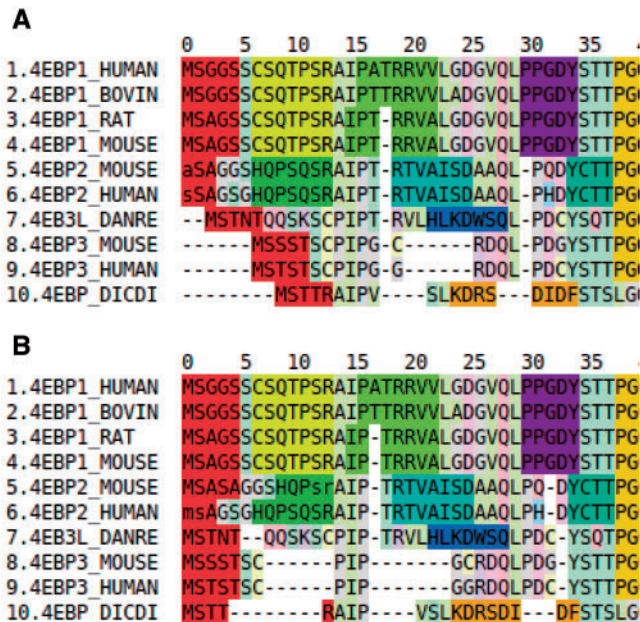 A
0 5 10 15 20 25 30 35
1.4EBP1_HUMAN MSGGSSCSQTPSRAIPATRRVVLGDGVQLPPGDYSTTPG
2.4EBP1_BOVIN MSGGSSCSQTPSRAIPTTRRVVLADGVQLPPGDYSTTPG
3.4EBP1_RAT MSAGSSCSQTPSRAIPT-RRVALGDGVQLPPGDYSTTPG
4.4EBP1_MOUSE MSAGSSCSQTPSRAIPT-RRVALGDGVQLPPGDYSTTPG
5.4EBP2_MOUSE aSAGGSHQPSQSRAIPT-RTVAISDAAQL-PQDYCTTPG
6.4EBP2_HUMAN sSAGSGHQPSQSRAIPT-RTVAISDAAQL-PHDYCTTPG
7.4EB3L_DANRE --MSTNTQQSKSCPIPT-RVLHLKDWSQL-PDCYSQTPG
8.4EBP3_MOUSE ------MSSSTSCPIPG-C------RDQL-PDGYSTTPG
9.4EBP3_HUMAN ------MSTSTSCPIPG-G------RDQL-PDCYSTTPG
10.4EBP_DICDI --------MSTTRAIPV----SLKDRS---DIDFSTSLG
B
0 5 10 15 20 25 30 35
1.4EBP1_HUMAN MSGGSSCSQTPSRAIPATRRVVLGDGVQLPPGDYSTTPG
2.4EBP1_BOVIN MSGGSSCSQTPSRAIPTTRRVVLADGVQLPPGDYSTTPG
3.4EBP1_RAT MSAGSSCSQTPSRAIP-TRRVALGDGVQLPPGDYSTTPG
4.4EBP1_MOUSE MSAGSSCSQTPSRAIP-TRRVALGDGVQLPPGDYSTTPG
5.4EBP2_MOUSE MSASAGGSHQPsrAIP-TRTVAISDAAQLPQ-DYCTTPG
6.4EBP2_HUMAN msAGSGHQPSQSRAIP-TRTVAISDAAQLPH-DYCTTPG
7.4EB3L_DANRE MSTNT--QQSKSCPIP-TRVLHLKDWSQLPDC-YSQTPG
8.4EBP3_MOUSE MSSSTSC------PIP-------GCRDQLPDG-YSTTPG
9.4EBP3_HUMAN MSTSTSC------PIP-------GGRDQLPDC-YSTTPG
10.4EBP_DICDI MSTT--------RAIP----VSLKDRSDI---DFSTSLG